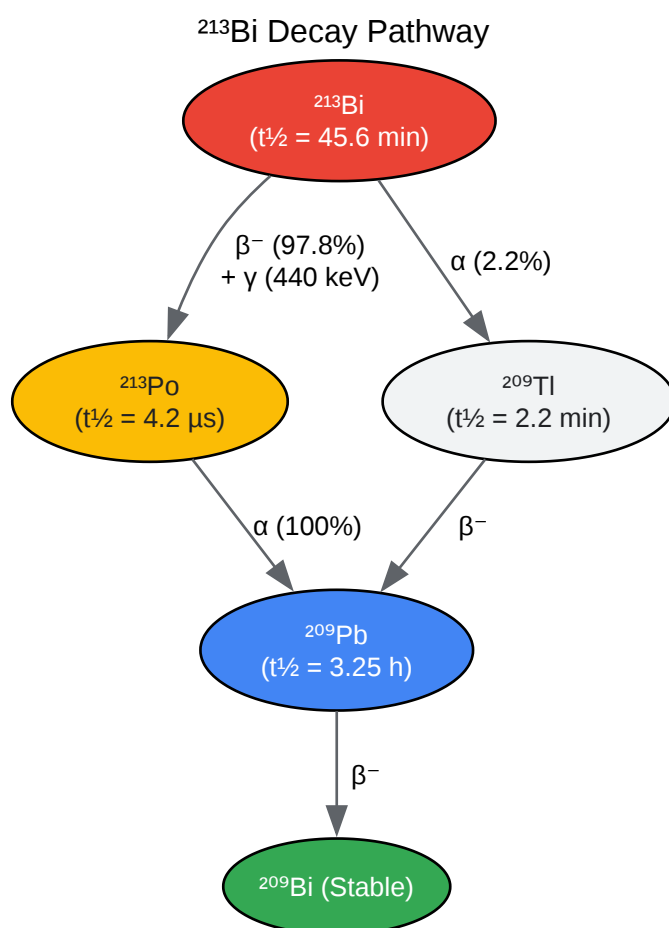 ²¹³Bi Decay Pathway
²¹³Bi
(t½ = 45.6 min)
β⁻ (97.8%)
+ γ (440 keV)
α (2.2%)
²¹³Po
(t½ = 4.2 µs)
²⁰⁹Tl
(t½ = 2.2 min)
α (100%)
β⁻
²⁰⁹Pb
(t½ = 3.25 h)
β⁻
²⁰⁹Bi (Stable)